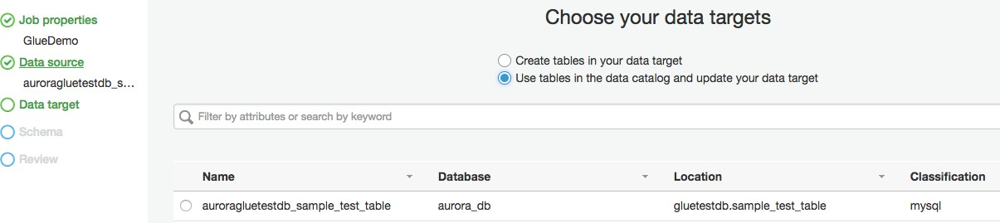 Job properties
GlueDemo
Data source
auroragluetestdb_s...
Data target
Schema
Review
Choose your data targets
Create tables in your data target
Use tables in the data catalog and update your data target
Filter by attributes or search by keyword
Name Database Location Classification
auroragluetestdb_sample_test_table aurora_db gluetestdb.sample_test_table mysql